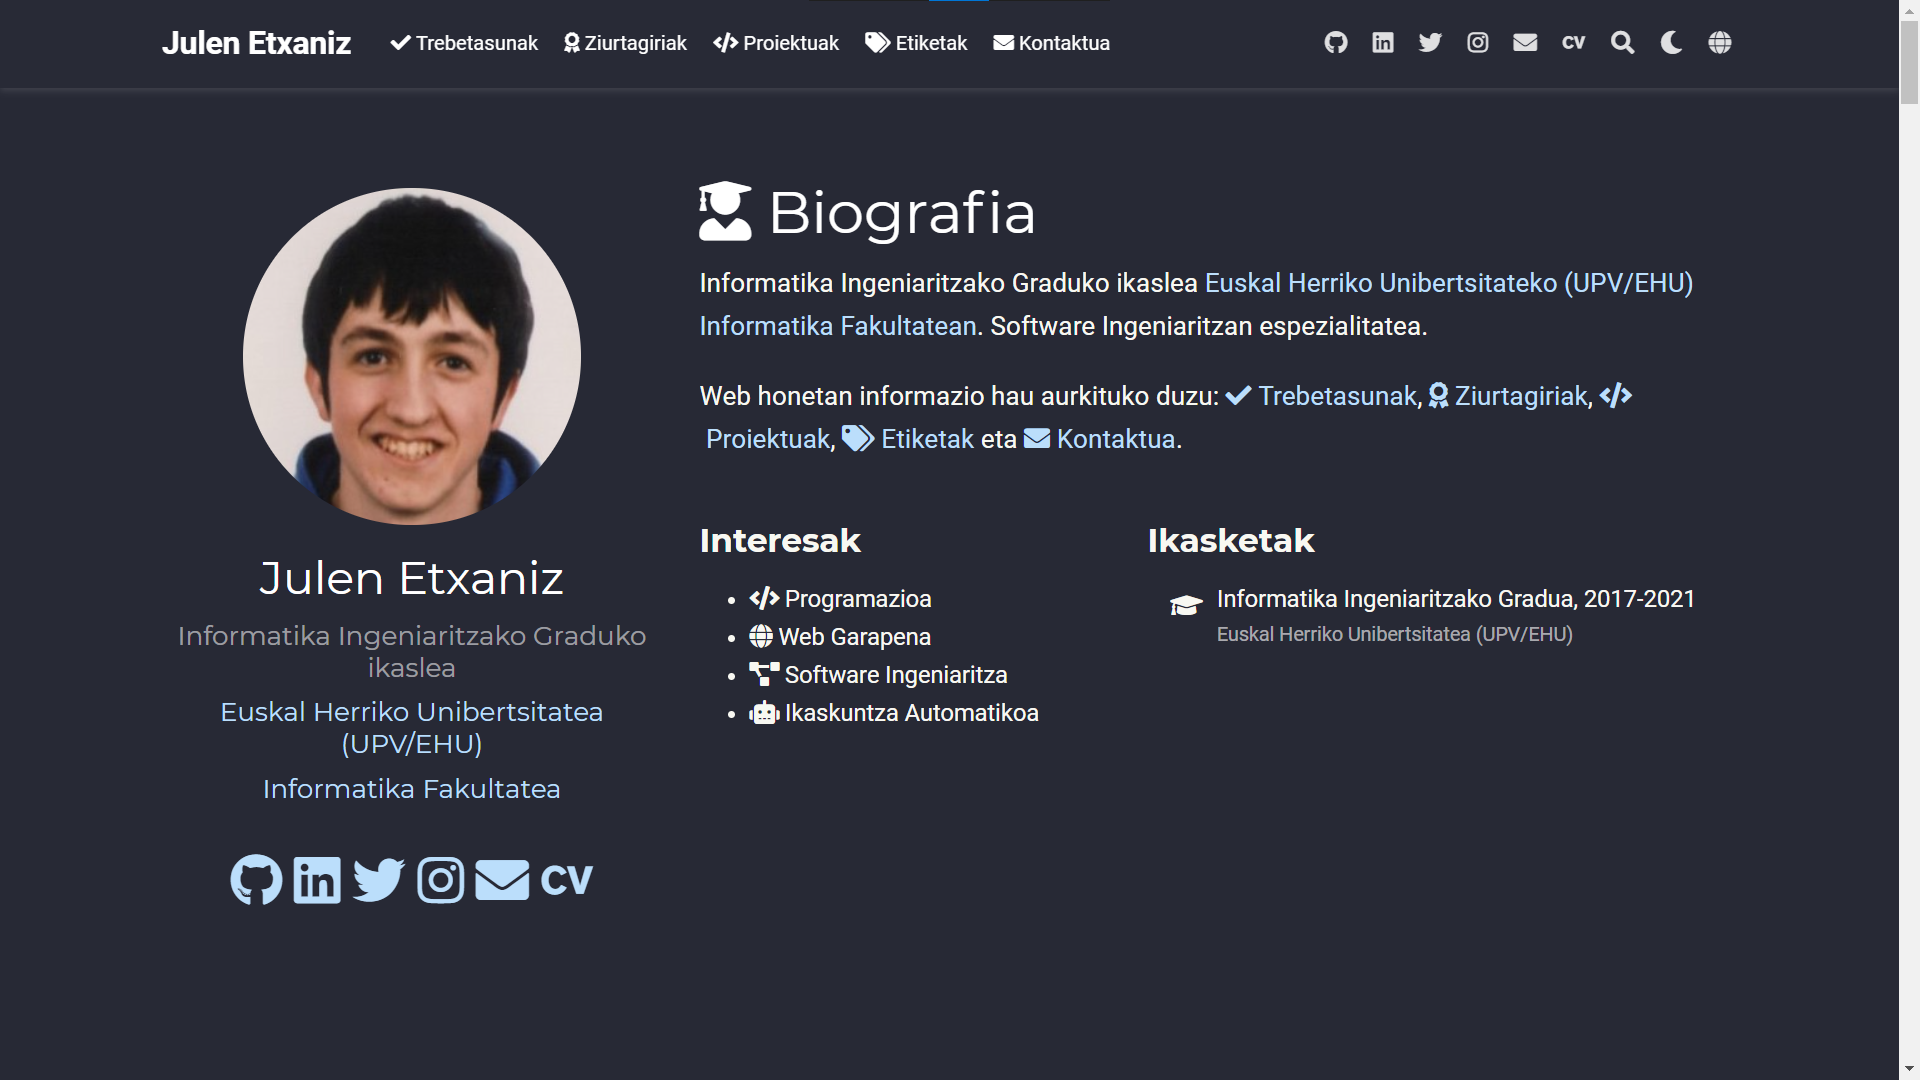 Julen Etxaniz
Trebetasunak
Ziurtagiriak
Proiektuak
Etiketak
Kontaktua
CV
Biografia
Informatika Ingeniaritzako Graduko ikaslea Euskal Herriko Unibertsitateko (UPV/EHU)
Informatika Fakultatean. Software Ingeniaritzan espezialitatea.
Web honetan informazio hau aurkituko duzu: Trebetasunak, Ziurtagiriak,
Proiektuak, Etiketak eta Kontaktua.
Julen Etxaniz
Informatika Ingeniaritzako Graduko
ikaslea
Euskal Herriko Unibertsitatea
(UPV/EHU)
Informatika Fakultatea
CV
Interesak
Programazioa
Web Garapena
Software Ingeniaritza
Ikaskuntza Automatikoa
Ikasketak
Informatika Ingeniaritzako Gradua, 2017-2021
Euskal Herriko Unibertsitatea (UPV/EHU)